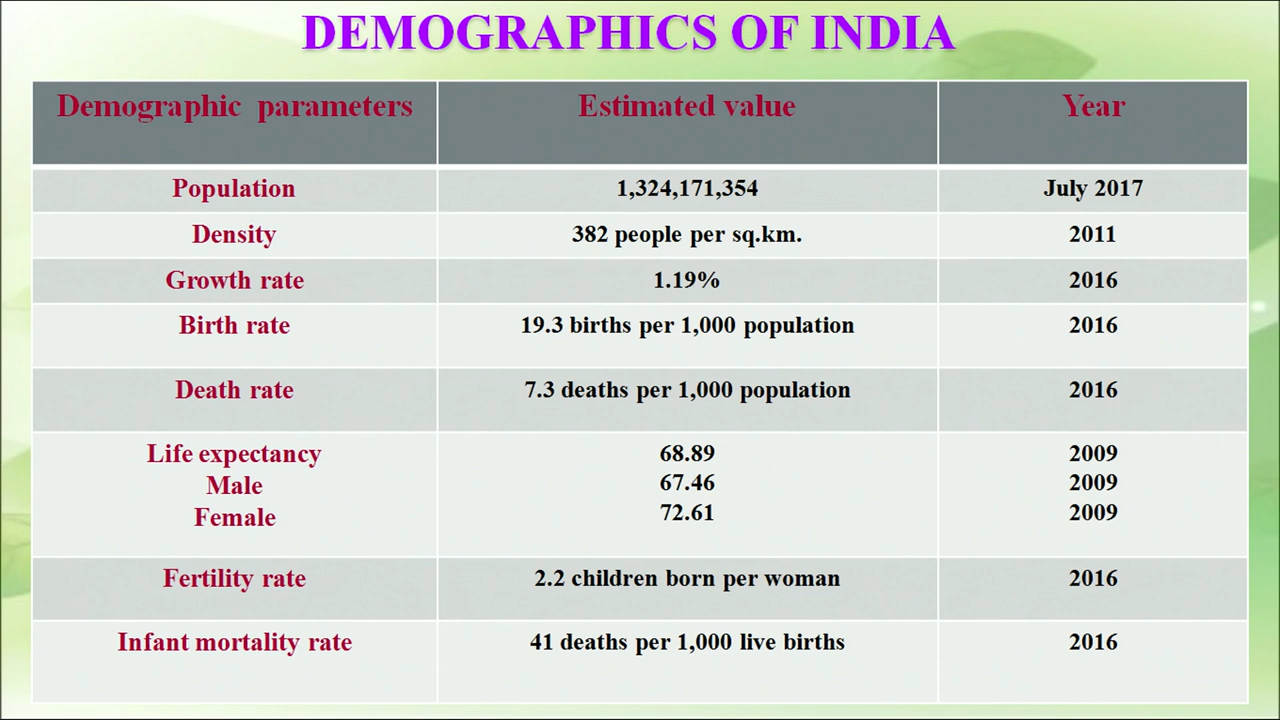 DEMOGRAPHICS OF INDIA
Demographic parameters Estimated value Year
Population 1,324,171,354 July 2017
Density 382 people per sq.km. 2011
Growth rate 1.19% 2016
Birth rate 19.3 births per 1,000 population 2016
Death rate 7.3 deaths per 1,000 population 2016
Life expectancy 68.89 2009
Male 67.46 2009
Female 72.61 2009
Fertility rate 2.2 children born per woman 2016
Infant mortality rate 41 deaths per 1,000 live births 2016